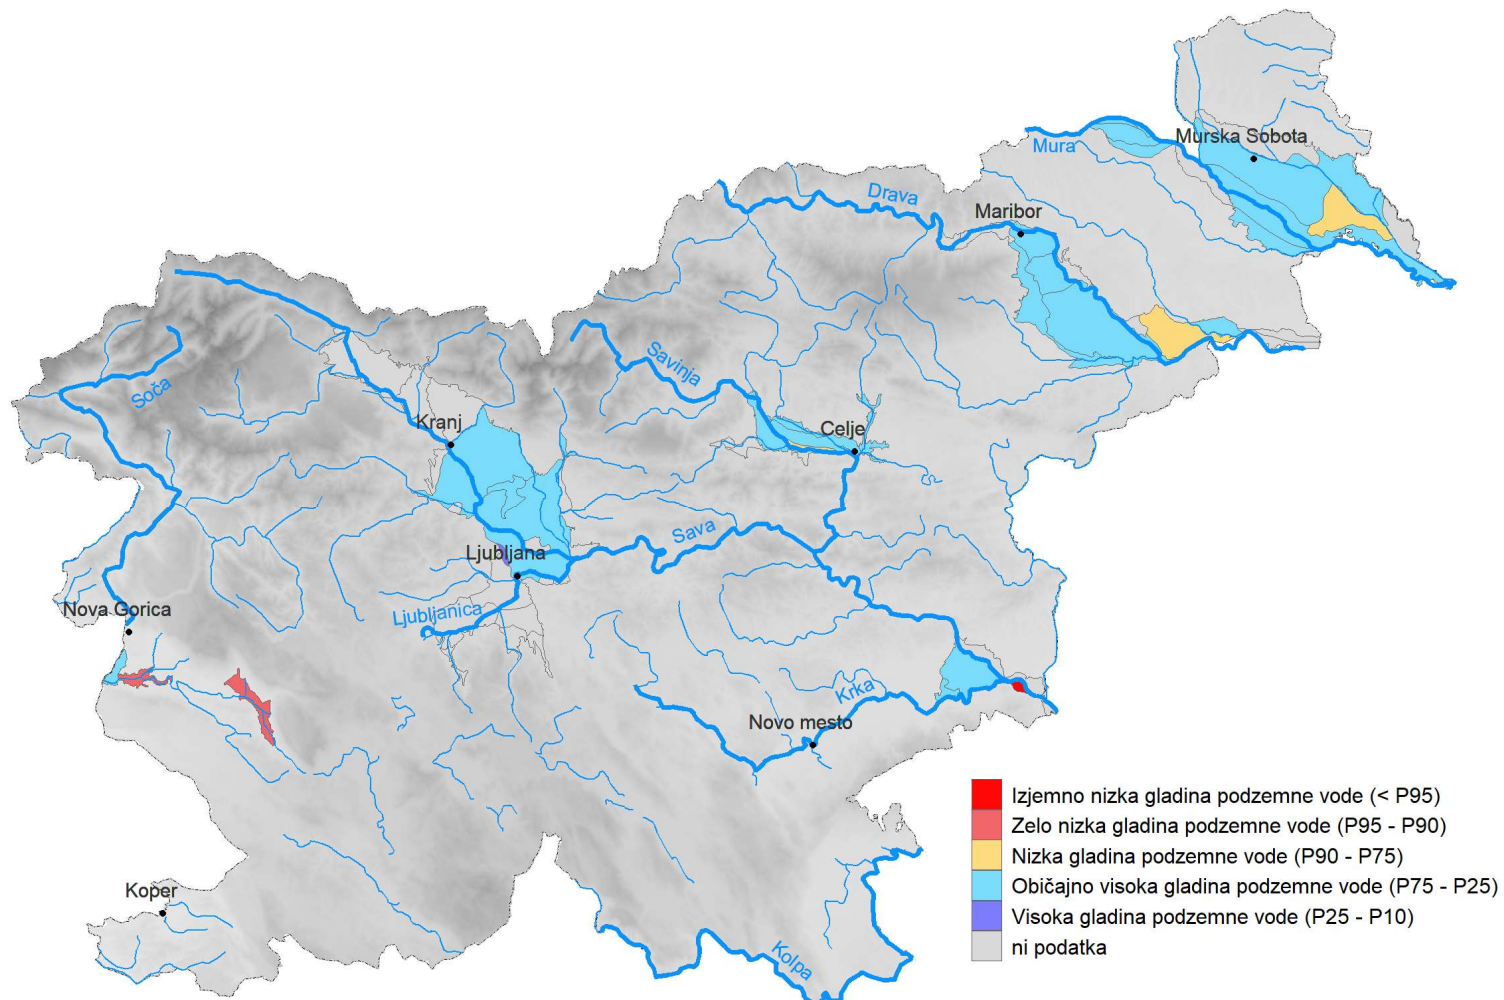 Murska Sobota
Mura
Drava
Maribor
Savinja
Soča
Kranj
Celje
Sava
Ljubljana
Nova Gorica
Ljubljanica
Krka
Novo mesto
Koper
Kolpa
Izjemno nizka gladina podzemne vode (< P95)
Zelo nizka gladina podzemne vode (P95 - P90)
Nizka gladina podzemne vode (P90 - P75)
Običajno visoka gladina podzemne vode (P75 - P25)
Visoka gladina podzemne vode (P25 - P10)
ni podatka